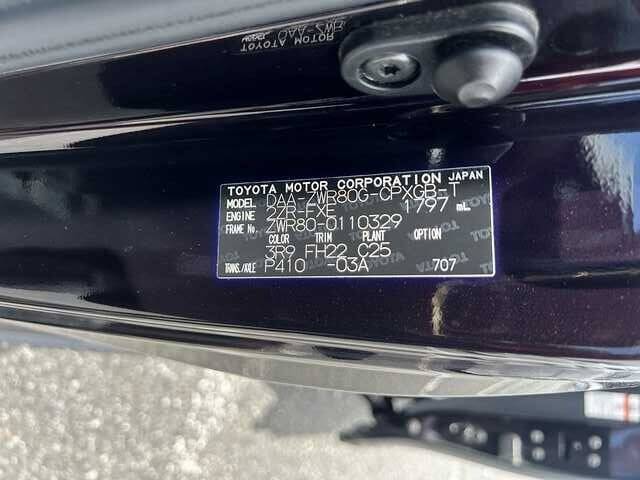 TOYOTA MOTOR CORPORATION JAPAN
MODEL DAA-ZWR80G-CPXGB-T
ENGINE 2ZR-FXE 1797 mL
FRAME No. ZWR80-0110329
COLOR TRIM PLANT OPTION
3R9 FH22 C25
TRANS./AXLE P410 -03A 707